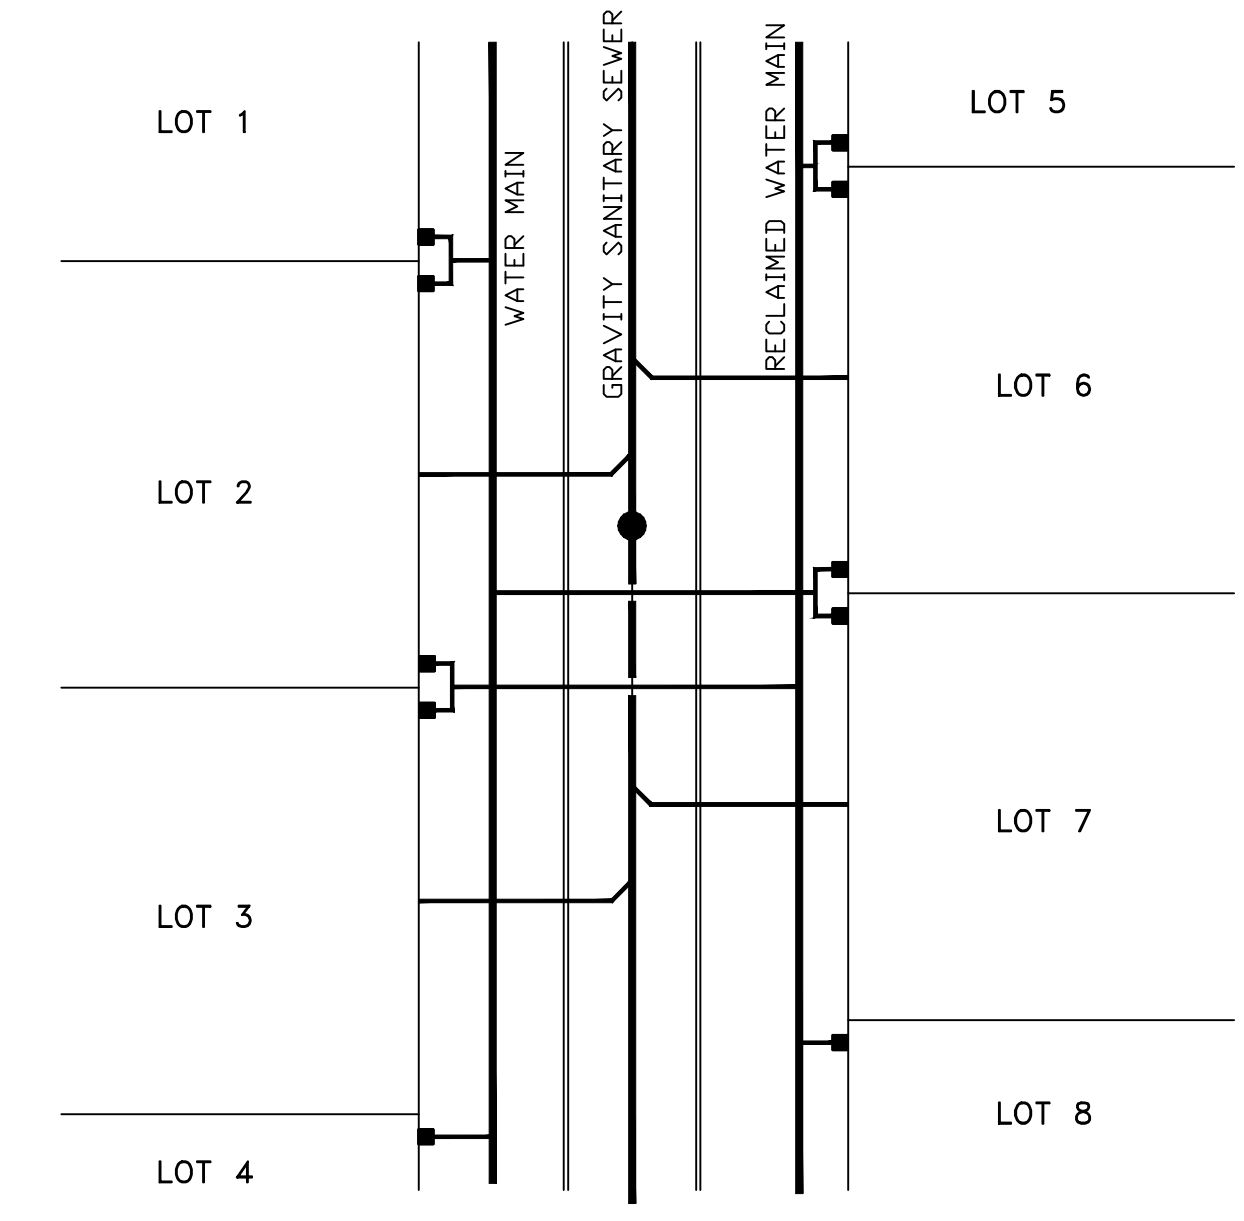 LOT 1
LOT 2
LOT 3
LOT 4
WATER MAIN
GRAVITY SANITARY SEWER
RECLAIMED WATER MAIN
LOT 5
LOT 6
LOT 7
LOT 8